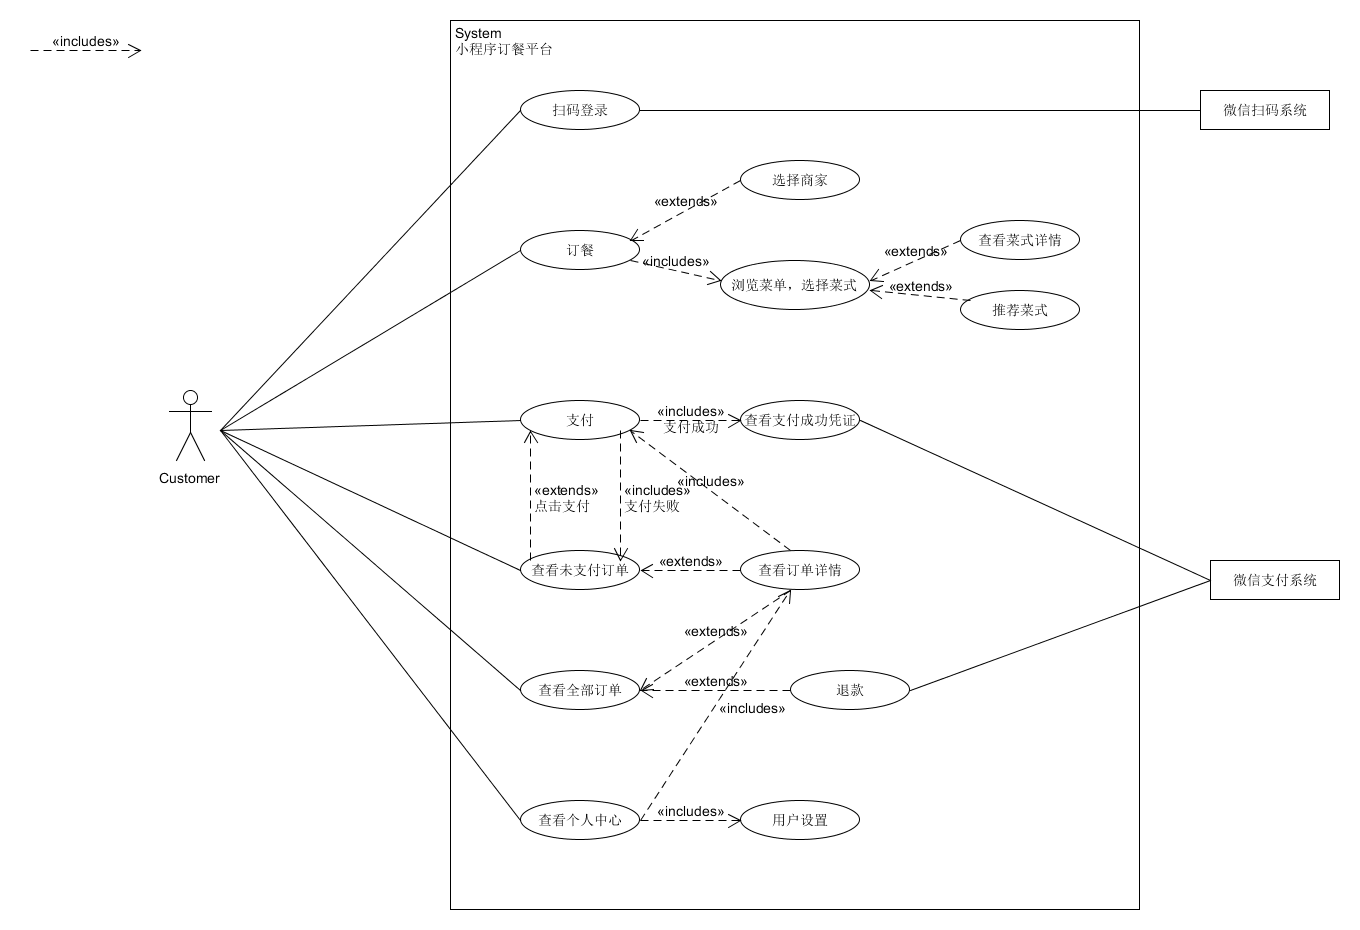 «includes»
System
小程序订餐平台
扫码登录
微信扫码系统
选择商家
«extends»
订餐
«includes»
浏览菜单，选择菜式
«extends»
查看菜式详情
«extends»
推荐菜式
Customer
支付
«includes»
支付成功
查看支付成功凭证
«extends»
点击支付
«includes»
支付失败
«includes»
查看未支付订单
«extends»
查看订单详情
微信支付系统
«extends»
查看全部订单
«extends»
退款
«includes»
查看个人中心
«includes»
用户设置